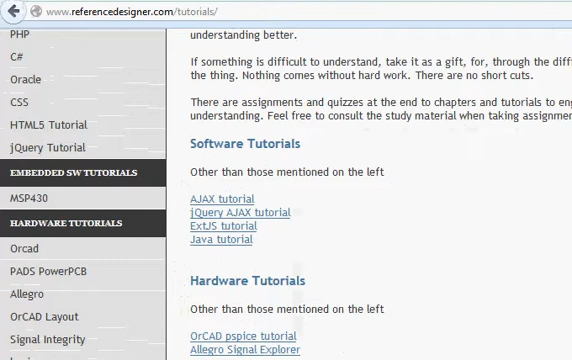 www.referencedesigner.com/tutorials/
PHP
C#
Oracle
CSS
HTML5 Tutorial
jQuery Tutorial
EMBEDDED SW TUTORIALS
MSP430
HARDWARE TUTORIALS
Orcad
PADS PowerPCB
Allegro
OrCAD Layout
Signal Integrity
understanding better.
If something is difficult to understand, take it as a gift, for, through the diff
the thing. Nothing comes without hard work. There are no short cuts.
There are assignments and quizzes at the end to chapters and tutorials to en
understanding. Feel free to consult the study material when taking assignme
Software Tutorials
Other than those mentioned on the left
AJAX tutorial
jQuery AJAX tutorial
ExtJS tutorial
Java tutorial
Hardware Tutorials
Other than those mentioned on the left
OrCAD pspice tutorial
Allegro Signal Explorer